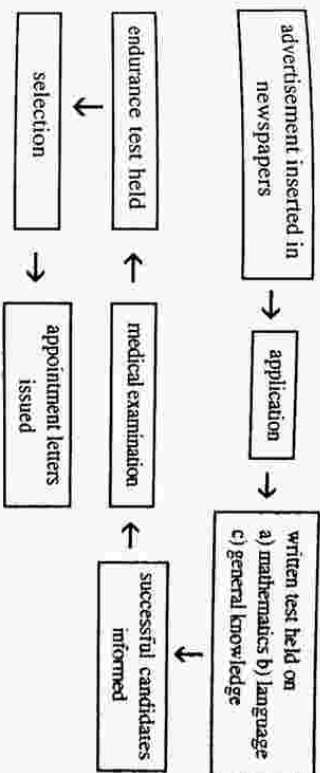 advertisement inserted in
newspapers
application
written test held on
a) mathematics b) language
c) general knowledge
successful candidates
informed
medical examination
endurance test held
selection
appointment letters
issued